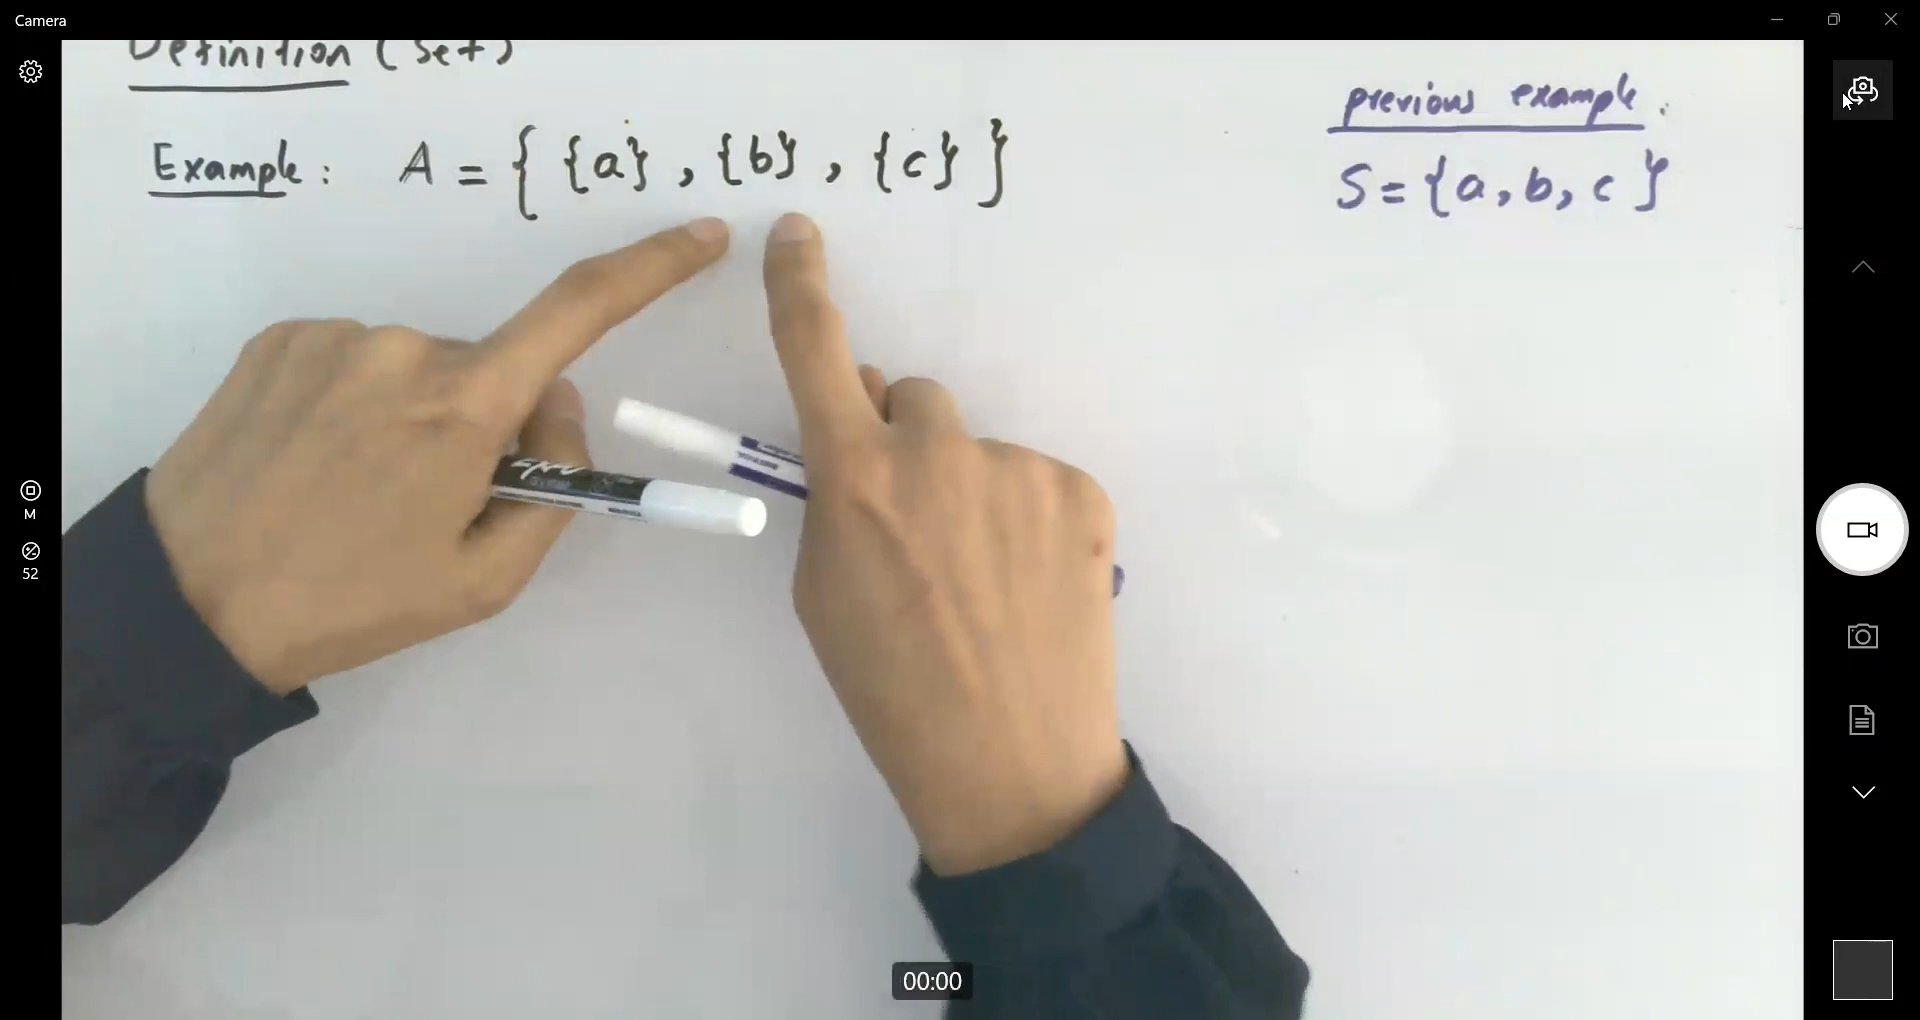 Camera
Definition (set)
Example: A = { {a}, {b}, {c} }
previous example:
S = {a, b, c}
M
52
00:00